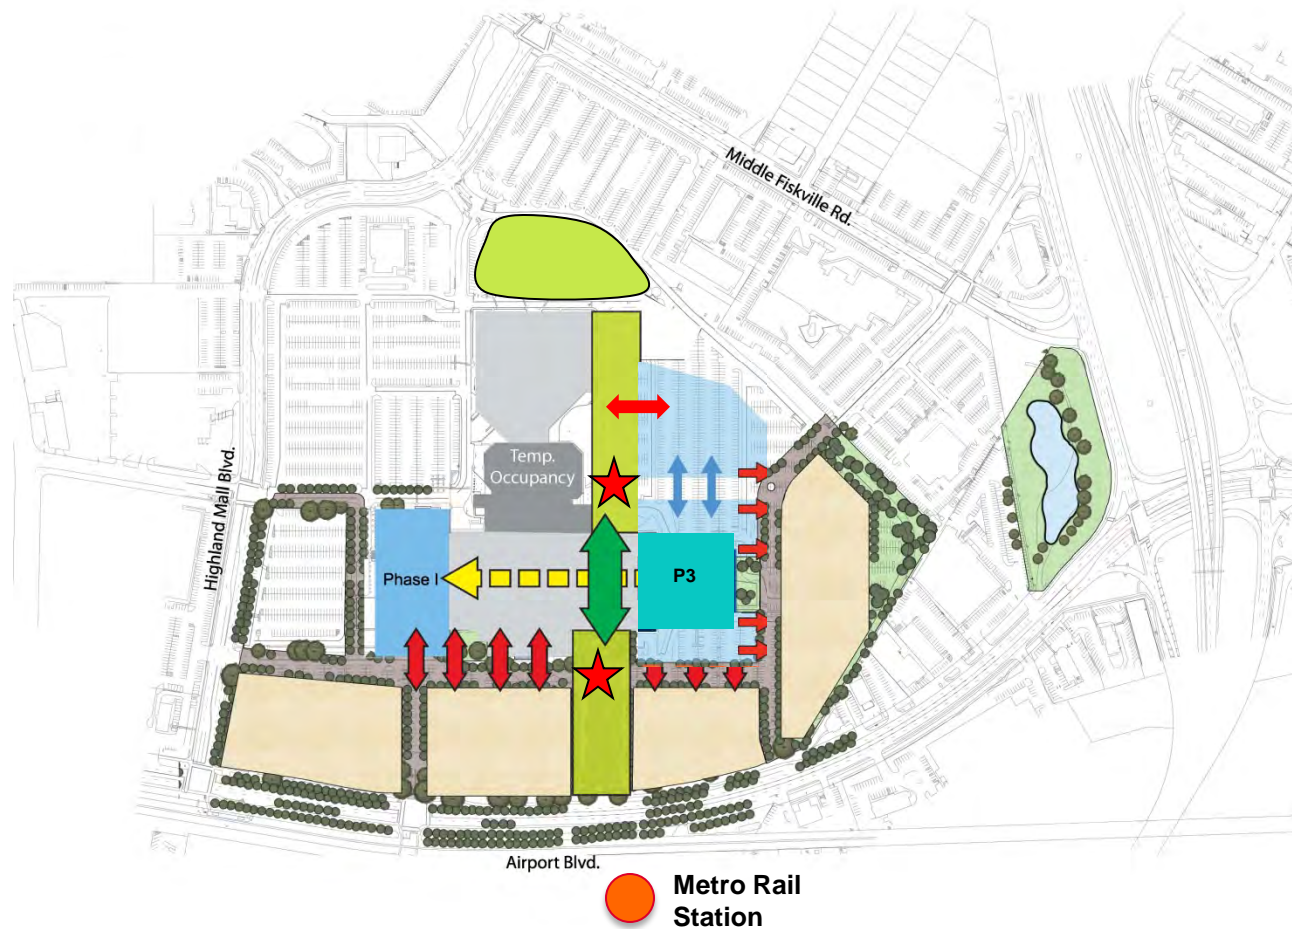 Middle Fiskville Rd.
Temp.
Occupancy
Highland Mall Blvd.
Phase I
P3
Airport Blvd.
Metro Rail
Station